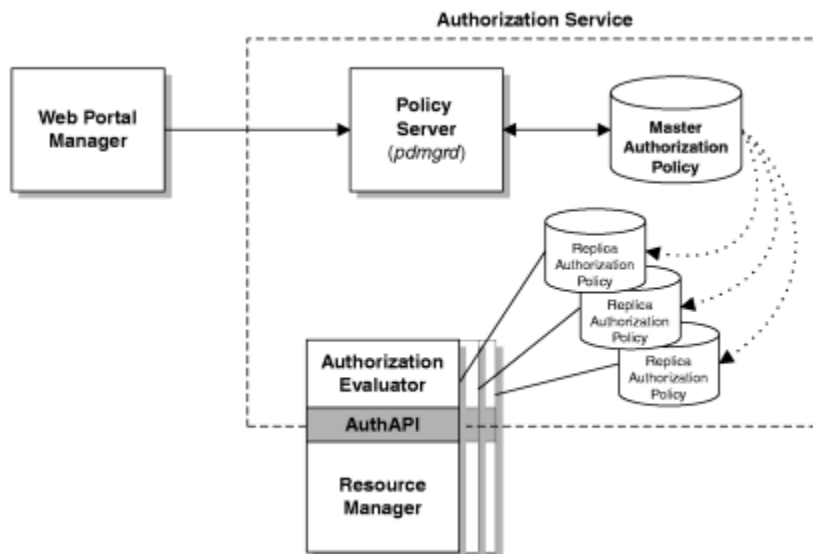 Authorization Service
Web Portal
Manager
Policy
Server
(pdmgrd)
Master
Authorization
Policy
Replica
Authorization
Policy
Replica
Authorization
Policy
Replica
Authorization
Policy
Authorization
Evaluator
AuthAPI
Resource
Manager